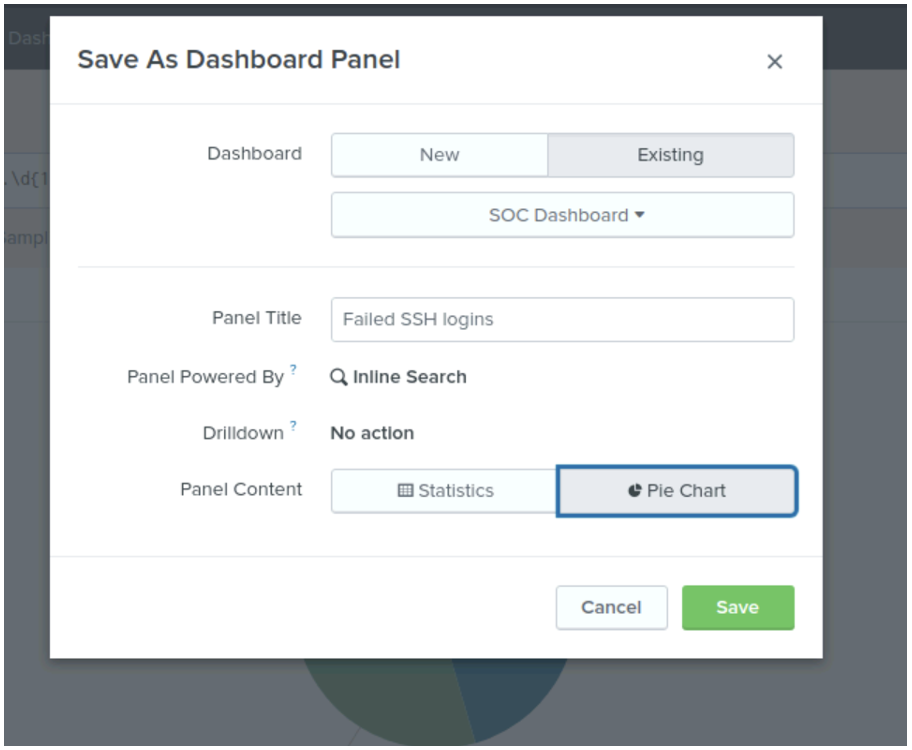 Dash
Save As Dashboard Panel
Dashboard
New
Existing
.\d{1
SOC Dashboard
Sampl
Panel Title
Failed SSH logins
Panel Powered By ?
Inline Search
Drilldown ?
No action
Panel Content
Statistics
Pie Chart
Cancel
Save